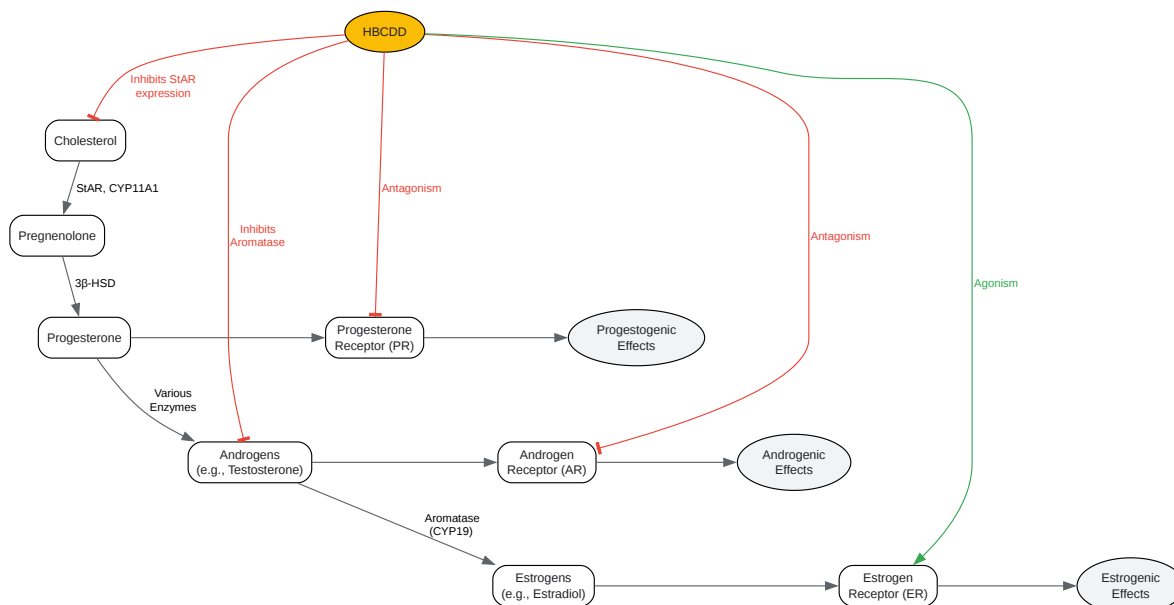 HBCDD
Inhibits StAR
expression
Cholesterol
StAR, CYP11A1
Antagonism
Pregnenolone
Inhibits
Aromatase
Antagonism
3β-HSD
Agonism
Progesterone
Progesterone
Receptor (PR)
Progestogenic
Effects
Various
Enzymes
Androgens
(e.g., Testosterone)
Androgen
Receptor (AR)
Androgenic
Effects
Aromatase
(CYP19)
Estrogens
(e.g., Estradiol)
Estrogen
Receptor (ER)
Estrogenic
Effects